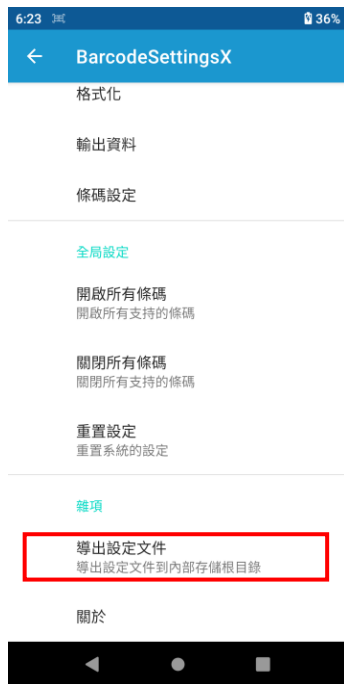 6:23 36%
BarcodeSettingsX
格式化
輸出資料
條碼設定
全局設定
開啟所有條碼
開啟所有支持的條碼
關閉所有條碼
關閉所有支持的條碼
重置設定
重置系統的設定
雜項
導出設定文件
導出設定文件到內部存儲根目錄
關於